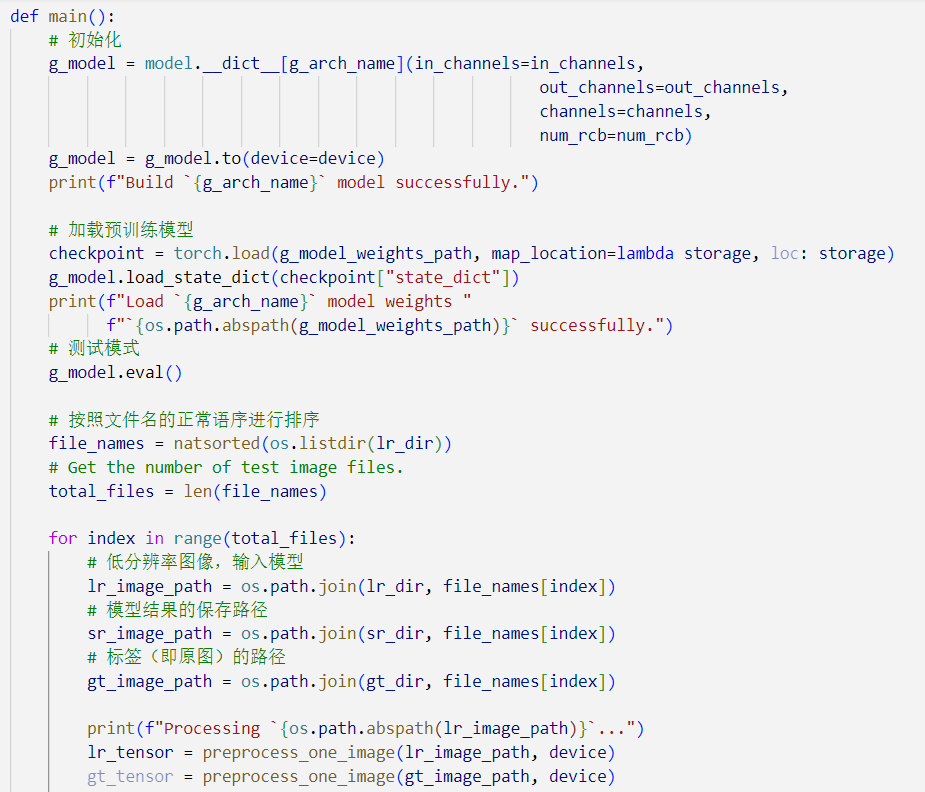 def main():
    # 初始化
    g_model = model.__dict__[g_arch_name](in_channels=in_channels,
                                                   out_channels=out_channels,
                                                   channels=channels,
                                                   num_rcb=num_rcb)
    g_model = g_model.to(device=device)
    print(f"Build `{g_arch_name}` model successfully.")

    # 加载预训练模型
    checkpoint = torch.load(g_model_weights_path, map_location=lambda storage, loc: storage)
    g_model.load_state_dict(checkpoint["state_dict"])
    print(f"Load `{g_arch_name}` model weights "
          f"`{os.path.abspath(g_model_weights_path)}` successfully.")
    # 测试模式
    g_model.eval()

    # 按照文件名的正常语序进行排序
    file_names = natsorted(os.listdir(lr_dir))
    # Get the number of test image files.
    total_files = len(file_names)

    for index in range(total_files):
        # 低分辨率图像，输入模型
        lr_image_path = os.path.join(lr_dir, file_names[index])
        # 模型结果的保存路径
        sr_image_path = os.path.join(sr_dir, file_names[index])
        # 标签（即原图）的路径
        gt_image_path = os.path.join(gt_dir, file_names[index])

        print(f"Processing `{os.path.abspath(lr_image_path)}`...")
        lr_tensor = preprocess_one_image(lr_image_path, device)
        gt_tensor = preprocess_one_image(gt_image_path, device)